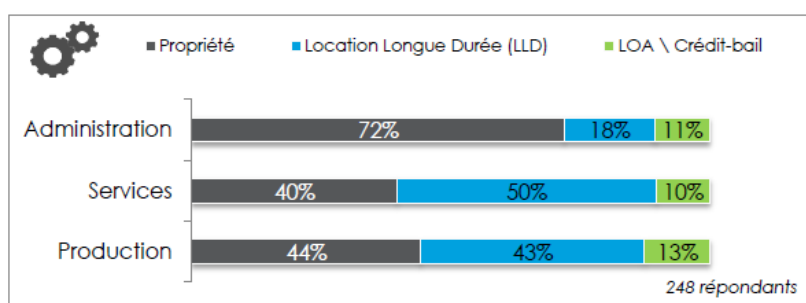 Propriété Location Longue Durée (LLD) LOA \ Crédit-bail
Administration 72% 18% 11%
Services 40% 50% 10%
Production 44% 43% 13%
248 répondants